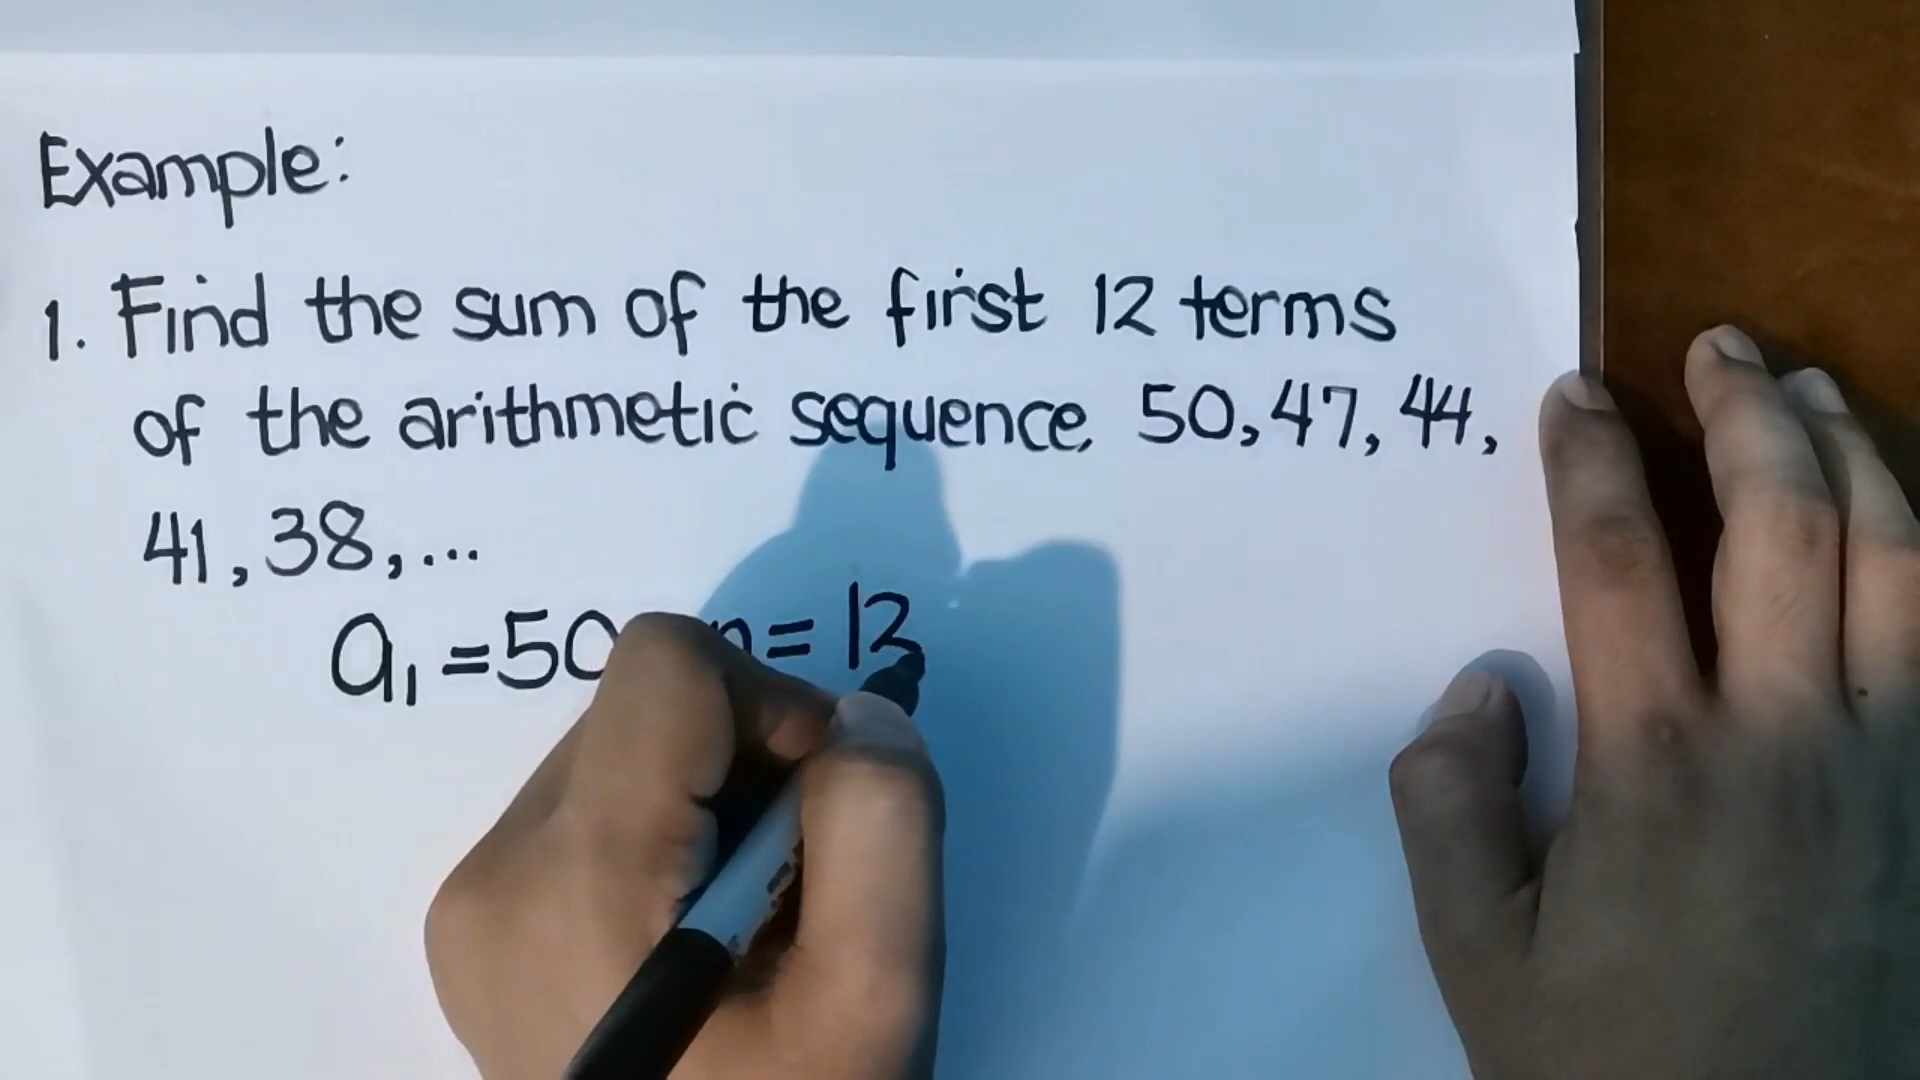 Example:
1. Find the sum of the first 12 terms
of the arithmetic sequence, 50, 47, 44,
41, 38, ...
a₁ = 50 n = 12